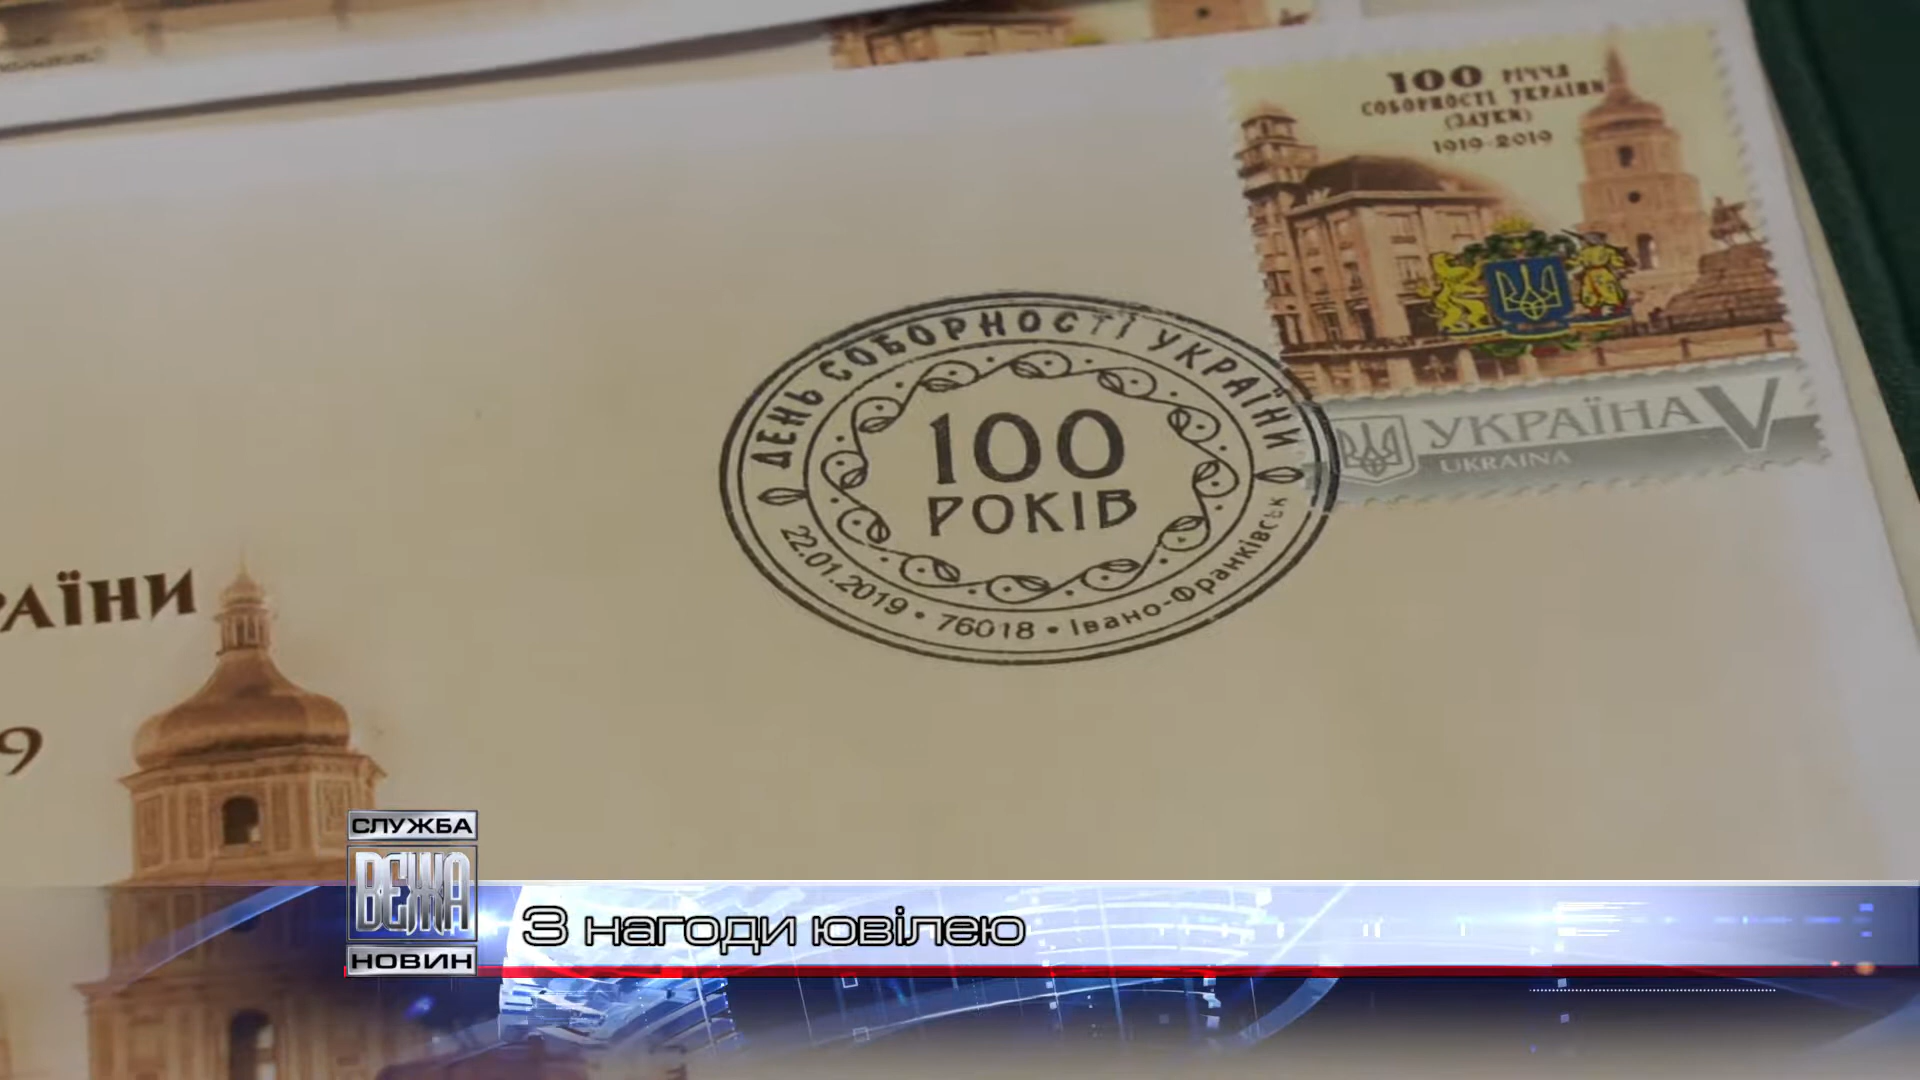 100 РІЧЧЯ
СОБОРНОСТІ УКРАЇНИ
(ЗЛУКИ)
1919-2019
УКРАЇНА V
UKRAINA
ДЕНЬ СОБОРНОСТІ УКРАЇНИ
100
РОКІВ
22.01.2019 • 76018 • Івано-Франківськ
РАЇНИ
9
СЛУЖБА
ВЕЖА
НОВИН
З нагоди ювілею